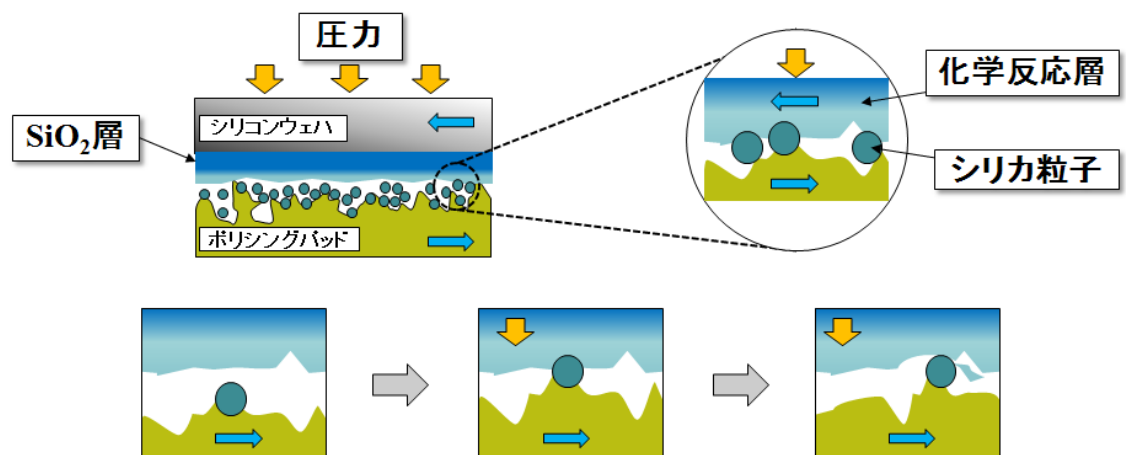 圧力
化学反応層
シリコンウェハ
SiO₂層
シリカ粒子
ポリシングパッド